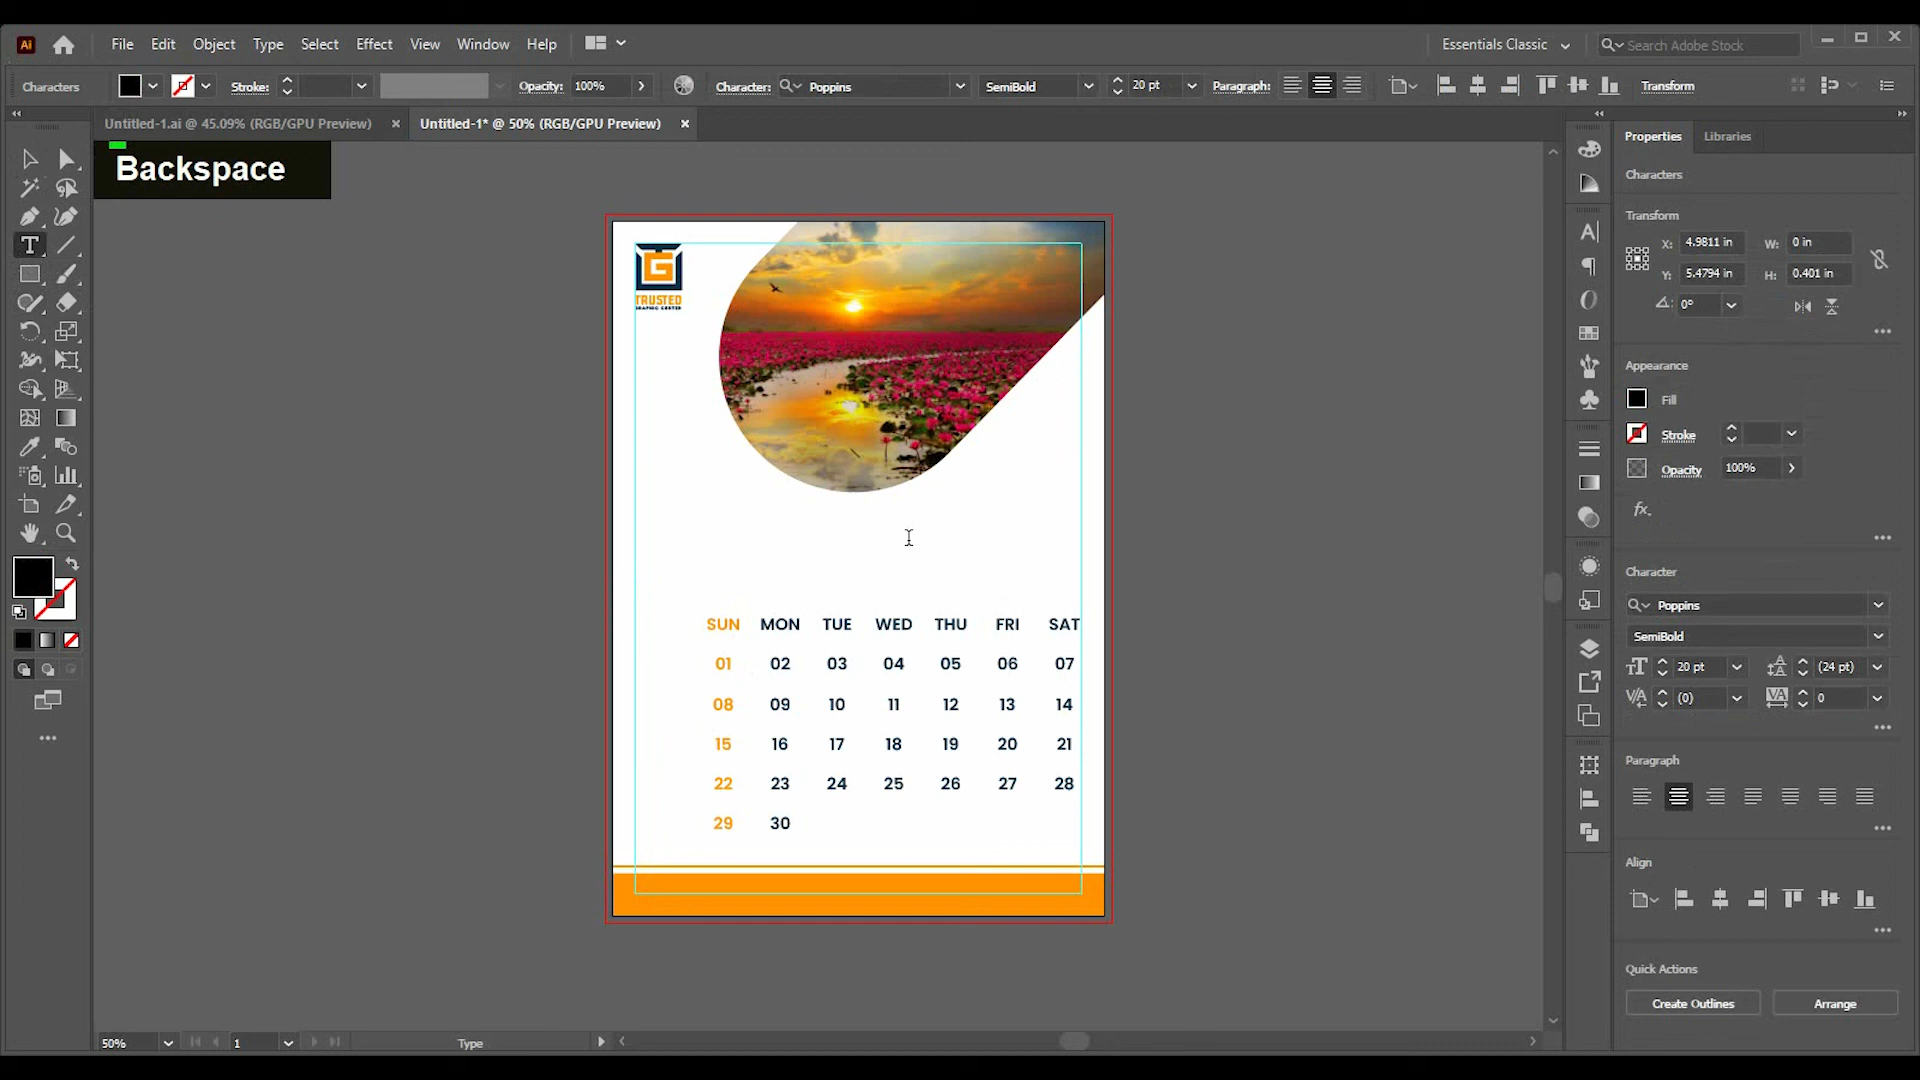 Ai File Edit Object Type Select Effect View Window Help Essentials Classic Search Adobe Stock
Characters Stroke: Opacity: 100% Character: Poppins SemiBold 20 pt Paragraph: Transform
Untitled-1.ai @ 45.09% (RGB/GPU Preview) Untitled-1* @ 50% (RGB/GPU Preview)
Backspace
TRUSTED
GRAPHIC CENTER
SUN MON TUE WED THU FRI SAT
01 02 03 04 05 06 07
08 09 10 11 12 13 14
15 16 17 18 19 20 21
22 23 24 25 26 27 28
29 30
50% 1 Type
Properties Libraries
Characters
Transform
X: 4.9811 in W: 0 in
Y: 5.4794 in H: 0.401 in
0°
Appearance
Fill
Stroke
Opacity 100%
fx.
Character
Poppins
SemiBold
20 pt (24 pt)
(0) 0
Paragraph
Align
Quick Actions
Create Outlines Arrange